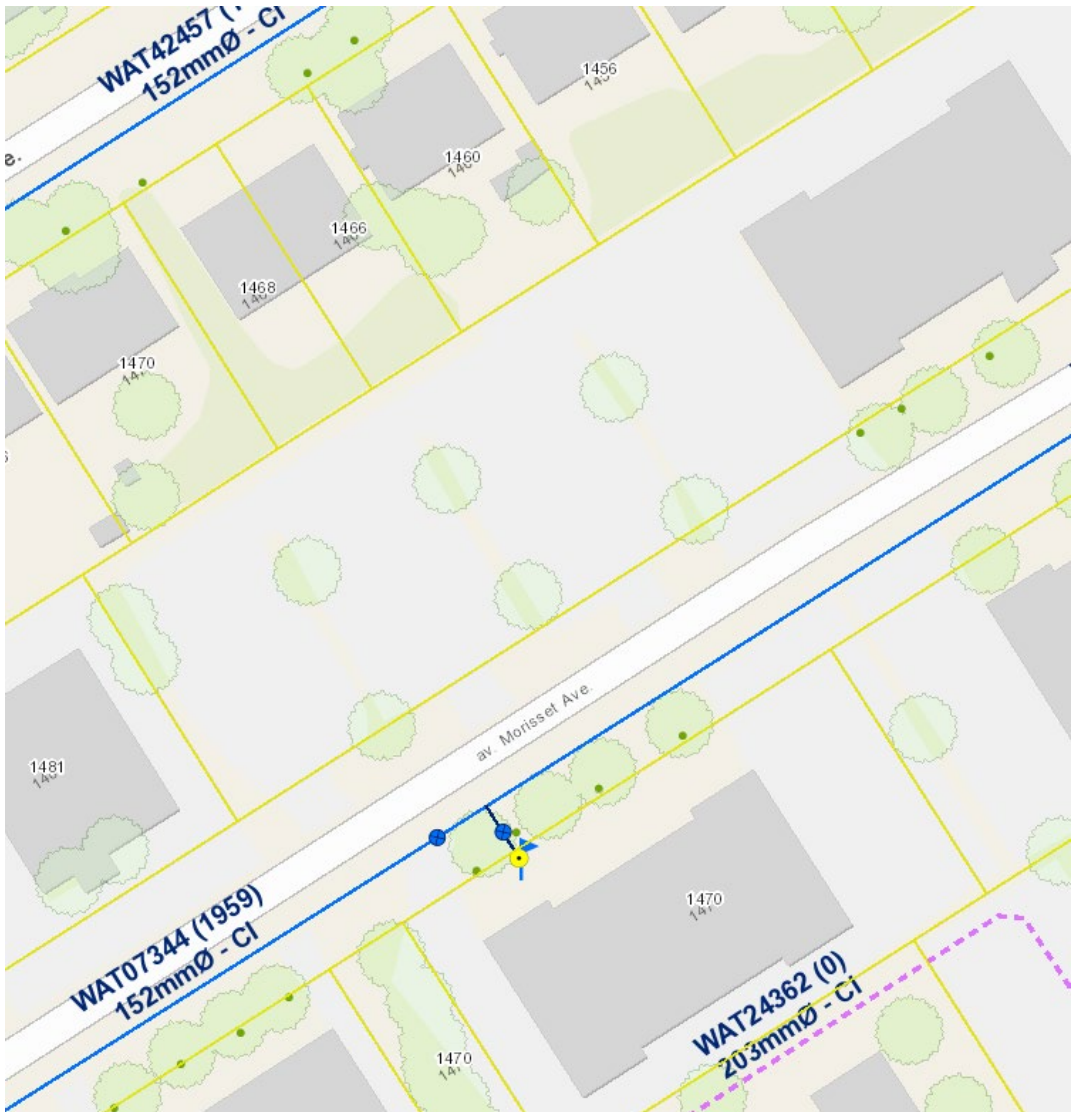 WAT42457 (1
152mmØ - CI
e.
1456
1460
1466
1468
1470
av. Morisset Ave.
1481
1470
WAT07344 (1959)
152mmØ - CI
WAT24362 (0)
203mmØ - CI
1470